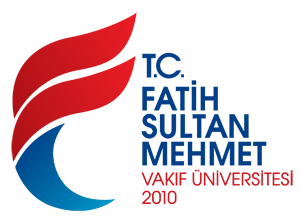 T.C.
FATİH
SULTAN
MEHMET
VAKIF ÜNİVERSİTESİ
2010